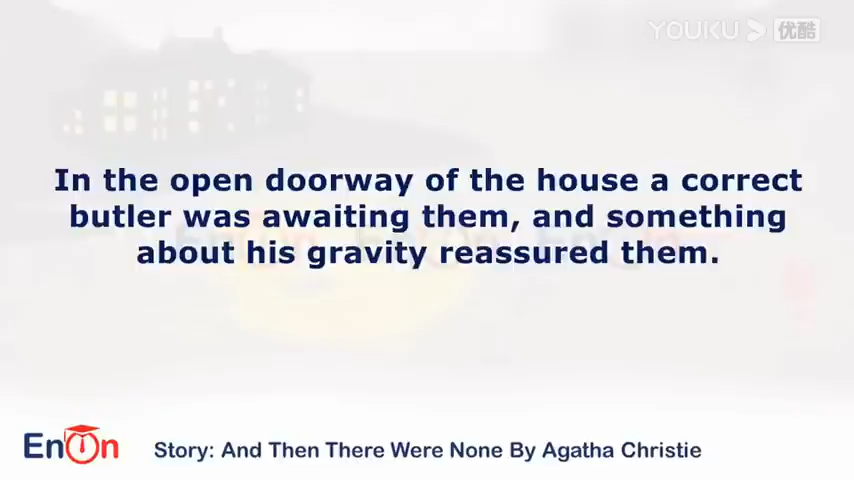 YOUKU 优酷
In the open doorway of the house a correct
butler was awaiting them, and something
about his gravity reassured them.
EnOn
Story: And Then There Were None By Agatha Christie